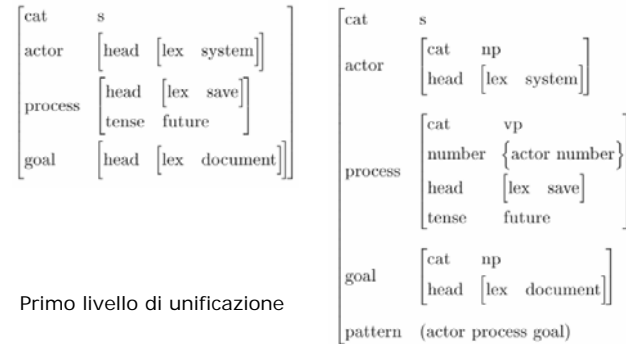 cat s
actor [head [lex system]]
process [head [lex save]
tense future]
goal [head [lex document]]
Primo livello di unificazione
cat s
actor [cat np
head [lex system]]
process [cat vp
number {actor number}
head [lex save]
tense future]
goal [cat np
head [lex document]]
pattern (actor process goal)